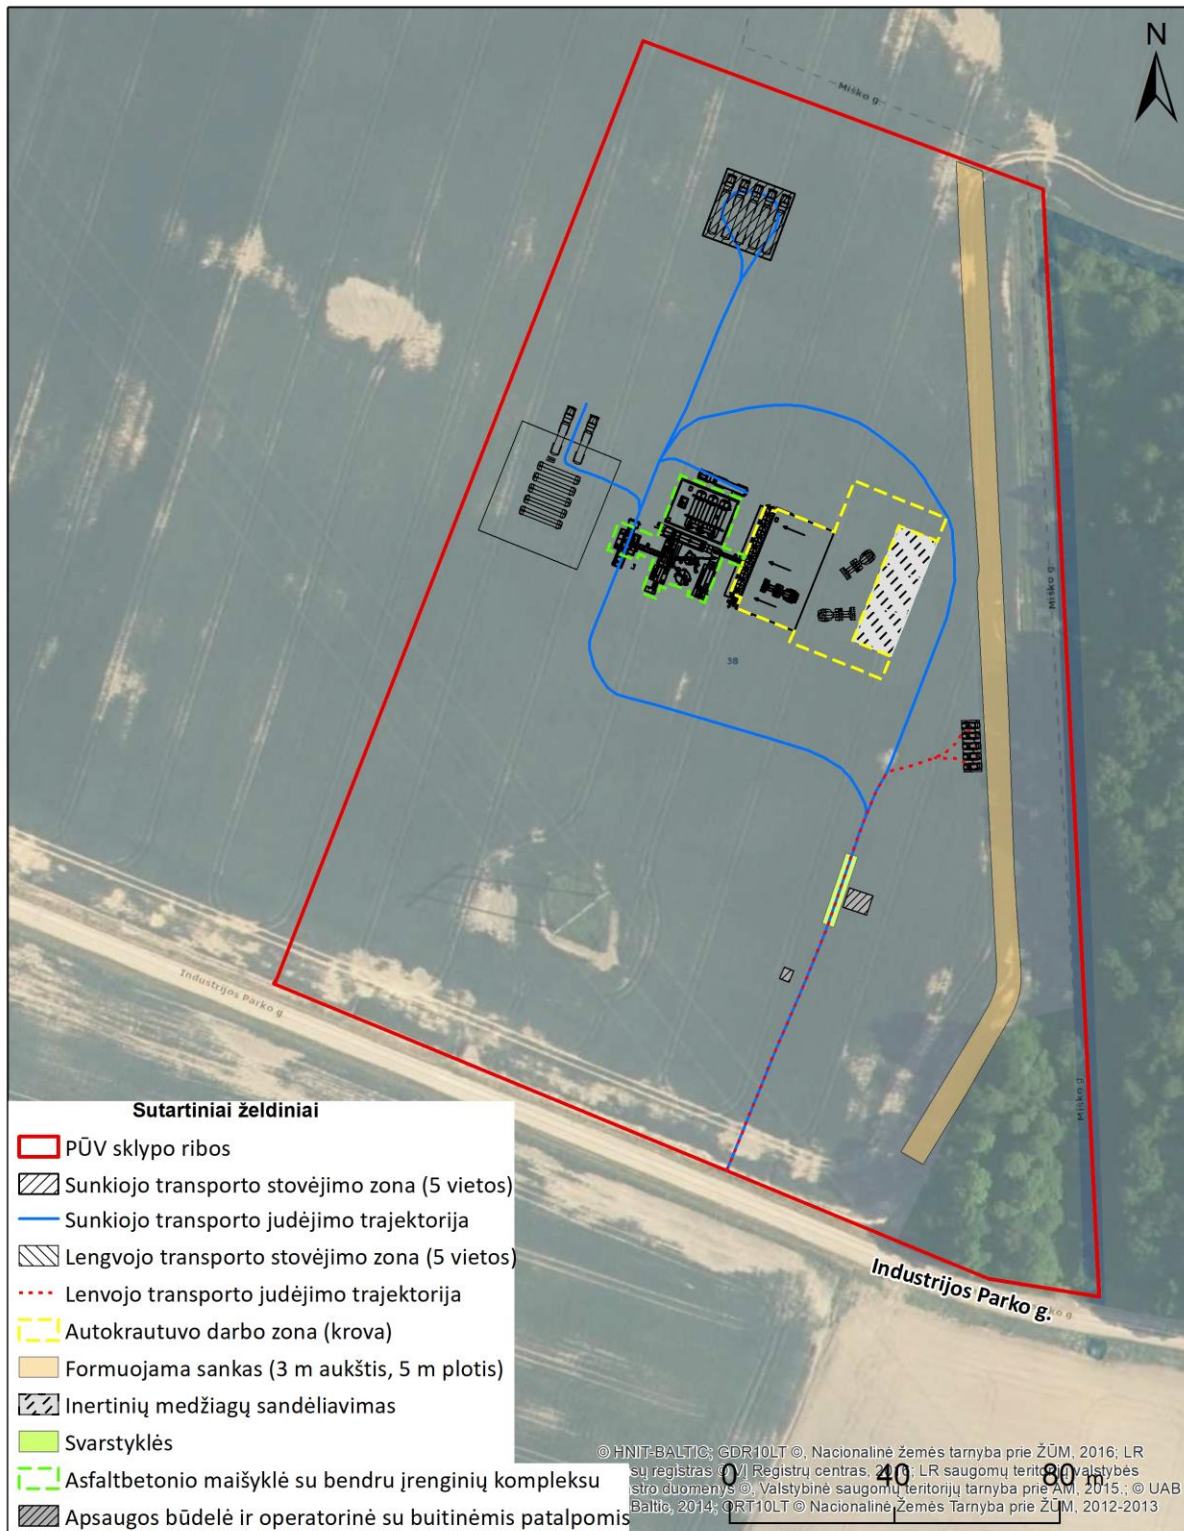 N
Miško g.
Miško g.
38
Industrijos Parko g.
Miško g.
Industrijos Parko g.
ko g.
Sutartiniai želdiniai
PŪV sklypo ribos
Sunkiojo transporto stovėjimo zona (5 vietos)
Sunkiojo transporto judėjimo trajektorija
Lengvojo transporto stovėjimo zona (5 vietos)
Lenvojo transporto judėjimo trajektorija
Autokrautuvo darbo zona (krova)
Formuojama sankas (3 m aukštis, 5 m plotis)
Inertinių medžiagų sandėliavimas
Svarstyklės
Asfaltbetonio maišyklė su bendru įrenginių kompleksu
Apsaugos būdelė ir operatorinė su buitinėmis patalpomis
© HNIT-BALTIC; GDR10LT ©, Nacionalinė žemės tarnyba prie ŽŪM, 2016; LR
registras © VĮ Registrų centras, 2016; LR saugomų teritorijų valstybės
duomenys ©, Valstybinė saugomų teritorijų tarnyba prie AM, 2015.; © UAB
Baltic, 2014; ORT10LT © Nacionalinė Žemės Tarnyba prie ŽŪM, 2012-2013
0 40 80 m